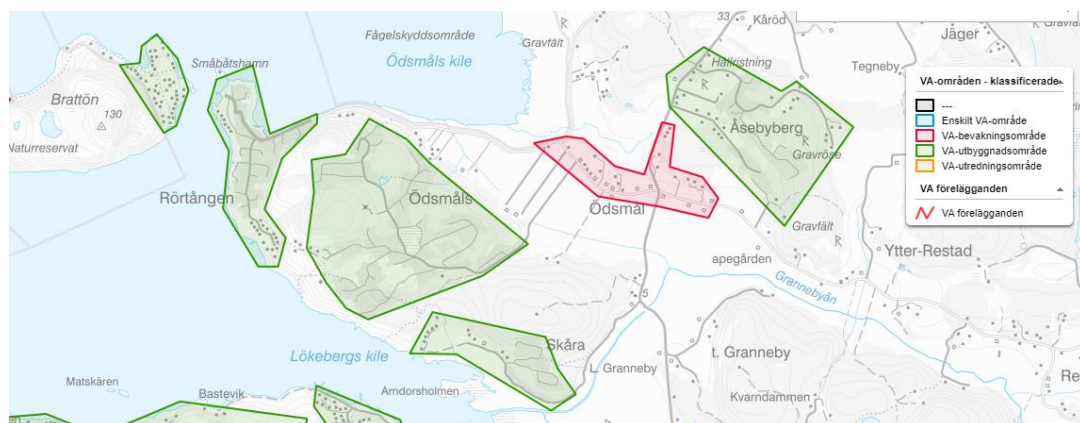 33
Kåröd
Fågelskyddsområde
Gravfält
Jäger
Ödsmåls kile
Tegneby
Småbåtshamn
Hällristning
VA-områden - klassificerade
Brattön
130
---
Enskilt VA-område
VA-bevakningsområde
VA-utbyggnadsområde
VA-utredningsområde
Naturreservat
Åsebyberg
Gravröse
VA förelägganden
VA förelägganden
Rörtången
Ödsmåls
Ödsmål
Gravfält
apegården
Ytter-Restad
Grannebyån
5
Lökebergs kile
Skåra
t. Granneby
L. Granneby
Re
Matskären
Bastevik
Arndorsholmen
Kvarndammen
en